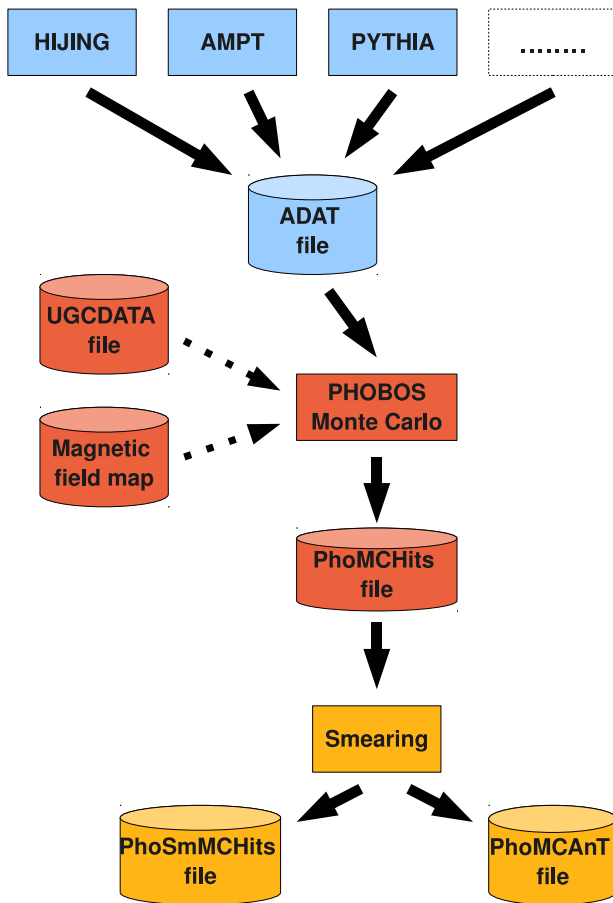 HIJING
AMPT
PYTHIA
........
ADAT
file
UGCDATA
file
PHOBOS
Monte Carlo
Magnetic
field map
PhoMCHits
file
Smearing
PhoSmMCHits
file
PhoMCAnT
file